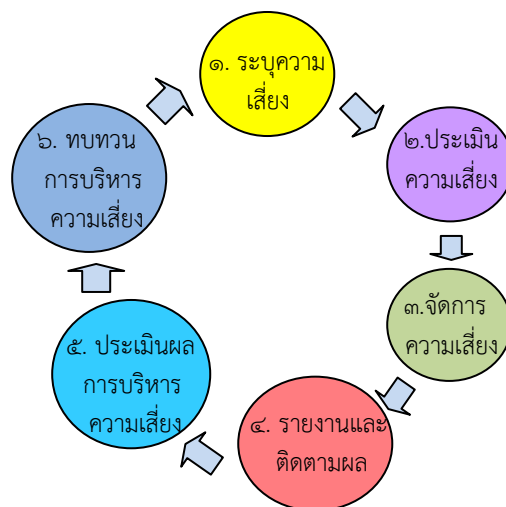 ๑. ระบุความ
เสี่ยง
๒.ประเมิน
ความเสี่ยง
๓.จัดการ
ความเสี่ยง
๔. รายงานและ
ติดตามผล
๕. ประเมินผล
การบริหาร
ความเสี่ยง
๖. ทบทวน
การบริหาร
ความเสี่ยง